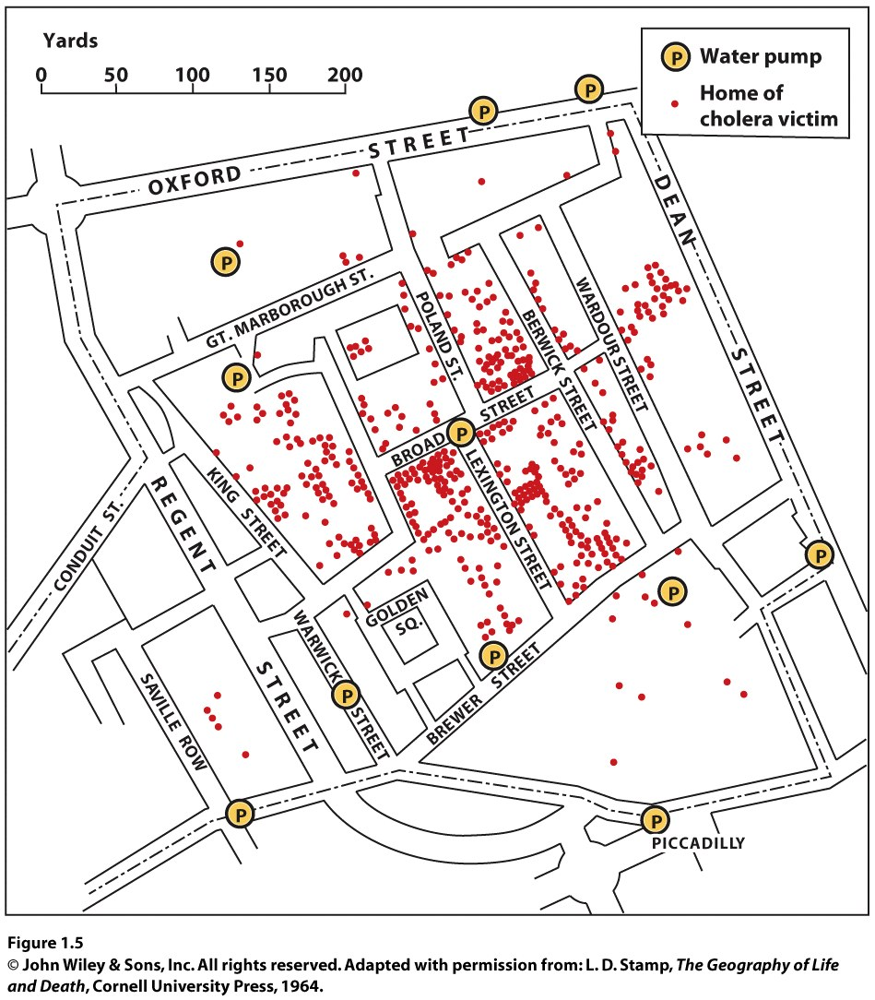 Yards
0 50 100 150 200
P Water pump
Home of
cholera victim
P
P
OXFORD STREET
DEAN STREET
P
GT. MARBOROUGH ST.
POLAND ST.
BERWICK STREET
WARDOUR STREET
P
BROAD STREET
P
LEXINGTON STREET
KING STREET
REGENT STREET
CONDUIT ST.
P
P
GOLDEN
SQ.
WARWICK STREET
P
P
BREWER STREET
SAVILLE ROW
P
P
PICCADILLY
Figure 1.5
© John Wiley & Sons, Inc. All rights reserved. Adapted with permission from: L. D. Stamp, The Geography of Life
and Death, Cornell University Press, 1964.